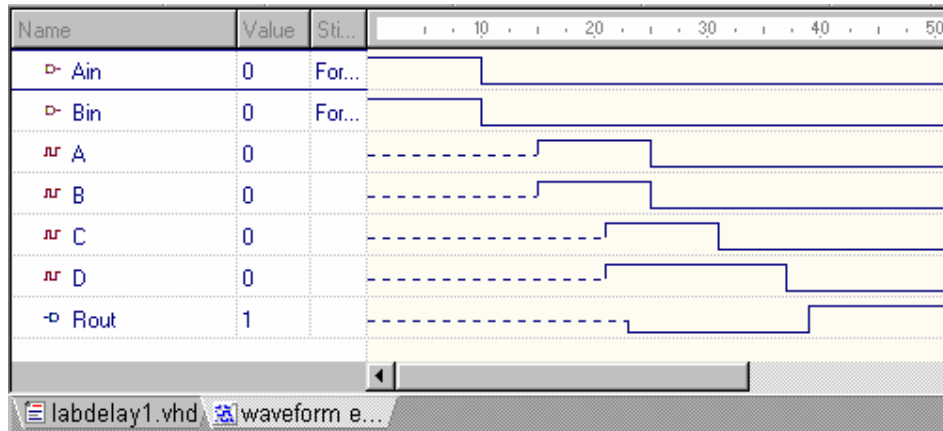 Name Value Sti... 10 20 30 40 50
Ain 0 For...
Bin 0 For...
A 0
B 0
C 0
D 0
Rout 1
labdelay1.vhd waveform e...